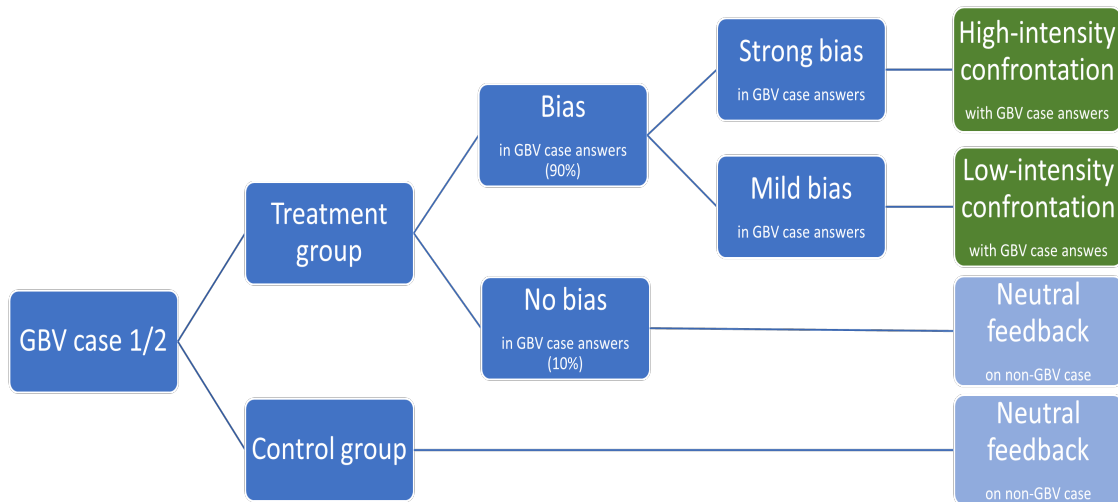 GBV case 1/2
Treatment
group
Control group
Bias
in GBV case answers
(90%)
No bias
in GBV case answers
(10%)
Strong bias
in GBV case answers
Mild bias
in GBV case answers
High-intensity
confrontation
with GBV case answers
Low-intensity
confrontation
with GBV case answes
Neutral
feedback
on non-GBV case
Neutral
feedback
on non-GBV case